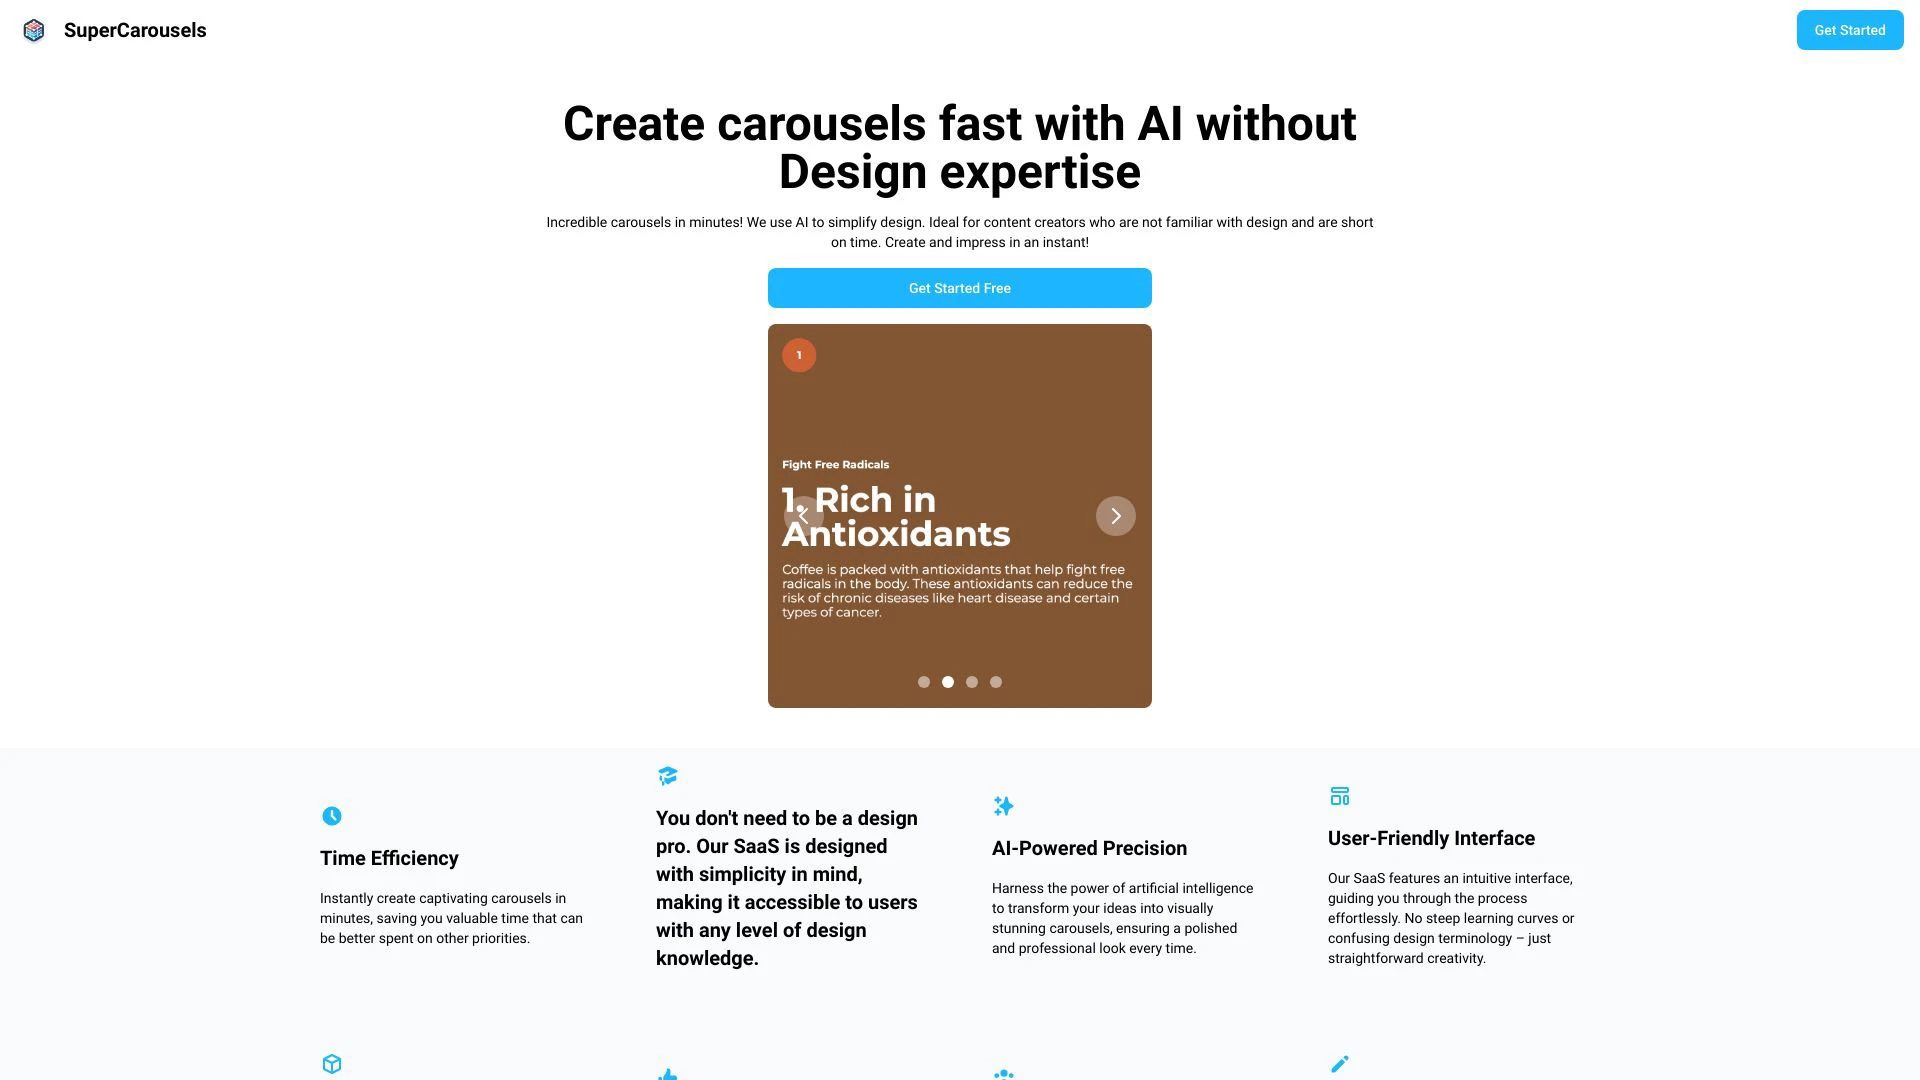 SuperCarousels
Get Started
Create carousels fast with AI without
Design expertise
Incredible carousels in minutes! We use AI to simplify design. Ideal for content creators who are not familiar with design and are short
on time. Create and impress in an instant!
Get Started Free
1
Fight Free Radicals
1. Rich in
Antioxidants
Coffee is packed with antioxidants that help fight free
radicals in the body. These antioxidants can reduce the
risk of chronic diseases like heart disease and certain
types of cancer.
Time Efficiency
Instantly create captivating carousels in
minutes, saving you valuable time that can
be better spent on other priorities.
You don't need to be a design
pro. Our SaaS is designed
with simplicity in mind,
making it accessible to users
with any level of design
knowledge.
AI-Powered Precision
Harness the power of artificial intelligence
to transform your ideas into visually
stunning carousels, ensuring a polished
and professional look every time.
User-Friendly Interface
Our SaaS features an intuitive interface,
guiding you through the process
effortlessly. No steep learning curves or
confusing design terminology – just
straightforward creativity.